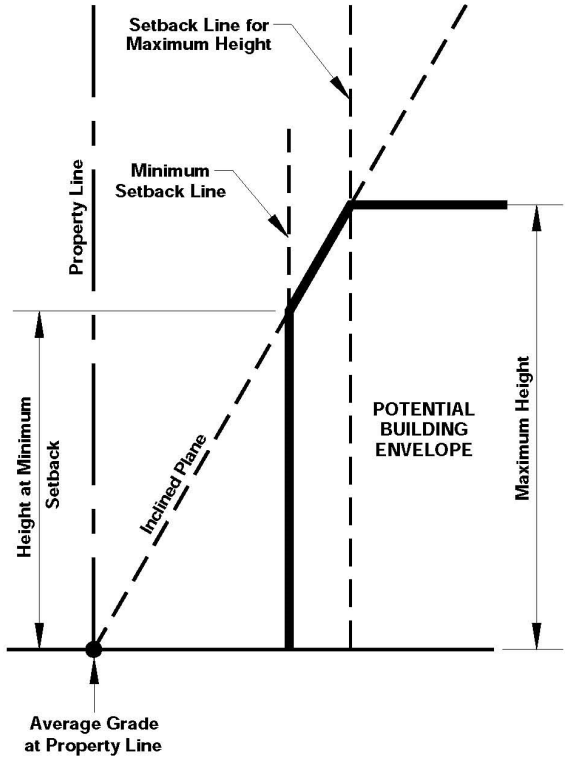 Setback Line for
Maximum Height
Minimum
Setback Line
Property Line
Height at Minimum
Setback
Inclined Plane
POTENTIAL
BUILDING
ENVELOPE
Maximum Height
Average Grade
at Property Line